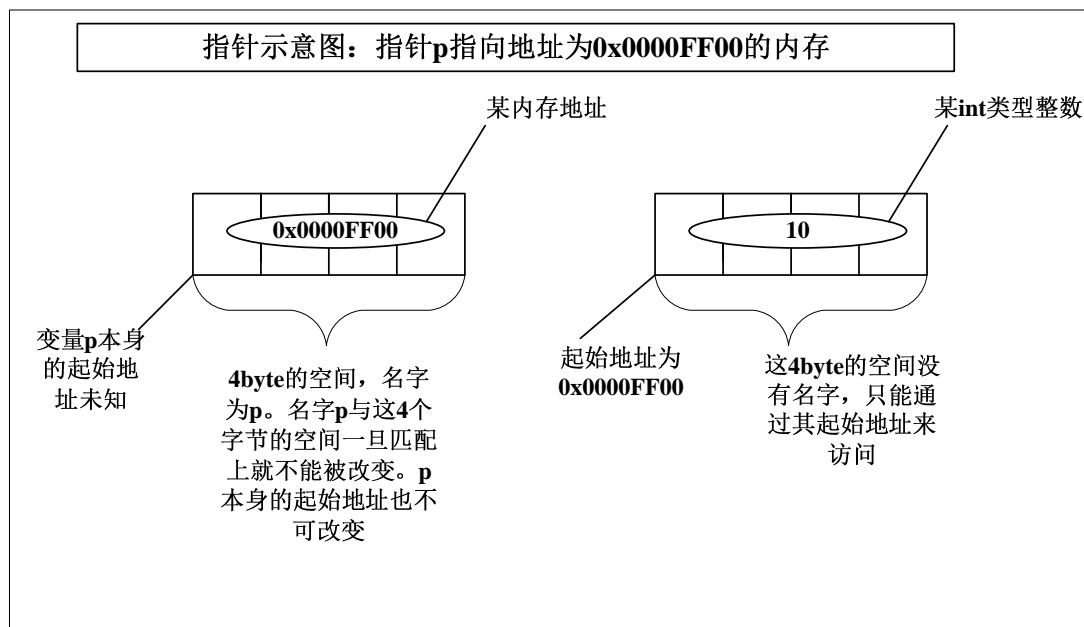 指针示意图：指针p指向地址为0x0000FF00的内存
某内存地址
某int类型整数
0x0000FF00
10
变量p本身
的起始地
址未知
4byte的空间，名字
为p。名字p与这4个
字节的空间一旦匹配
上就不能被改变。p
本身的起始地址也不
可改变
起始地址为
0x0000FF00
这4byte的空间没
有名字，只能通
过其起始地址来
访问